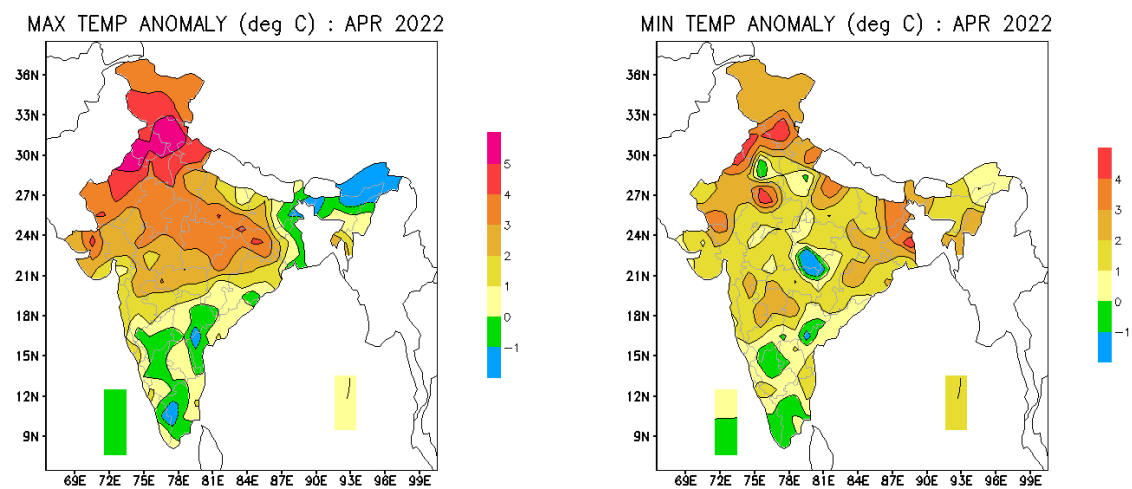 MAX TEMP ANOMALY (deg C) : APR 2022
36N
33N
30N
27N
24N
21N
18N
15N
12N
9N
69E 72E 75E 78E 81E 84E 87E 90E 93E 96E 99E
5
4
3
2
1
0
−1
MIN TEMP ANOMALY (deg C) : APR 2022
36N
33N
30N
27N
24N
21N
18N
15N
12N
9N
69E 72E 75E 78E 81E 84E 87E 90E 93E 96E 99E
4
3
2
1
0
−1